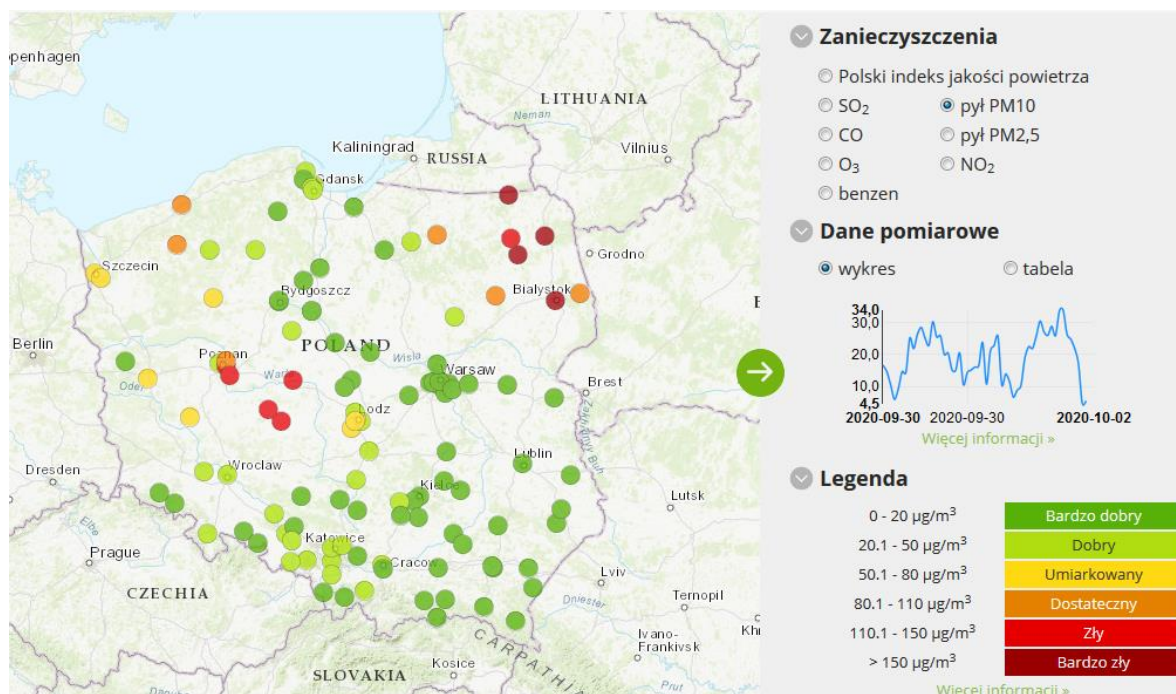 openhagen
LITHUANIA
Neman
Kaliningrad
Vilnius
RUSSIA
Gdansk
Szczecin
Grodno
Bydgoszcz
Bialystok
Berlin
POLAND
Poznan
Wisla
Warta
Warsaw
Oder
Brest
Lodz
Zakhidnyy Buh
Dresden
Wroclaw
Lublin
Kielce
Lutsk
Elbe
Prague
Katowice
Cracow
Lviv
CZECHIA
Dniester
Ternopil
CARPATHIA
Ivano-
Frankivsk
Khi
SLOVAKIA
Kosice
Prut
Zanieczyszczenia
Polski indeks jakości powietrza
SO2 pył PM10
CO pył PM2,5
O3 NO2
benzen
Dane pomiarowe
wykres tabela
34,0
30,0
20,0
10,0
4,5
2020-09-30 2020-09-30 2020-10-02
Więcej informacji »
Legenda
0 - 20 µg/m³ Bardzo dobry
20.1 - 50 µg/m³ Dobry
50.1 - 80 µg/m³ Umiarkowany
80.1 - 110 µg/m³ Dostateczny
110.1 - 150 µg/m³ Zły
> 150 µg/m³ Bardzo zły
Więcej informacji »